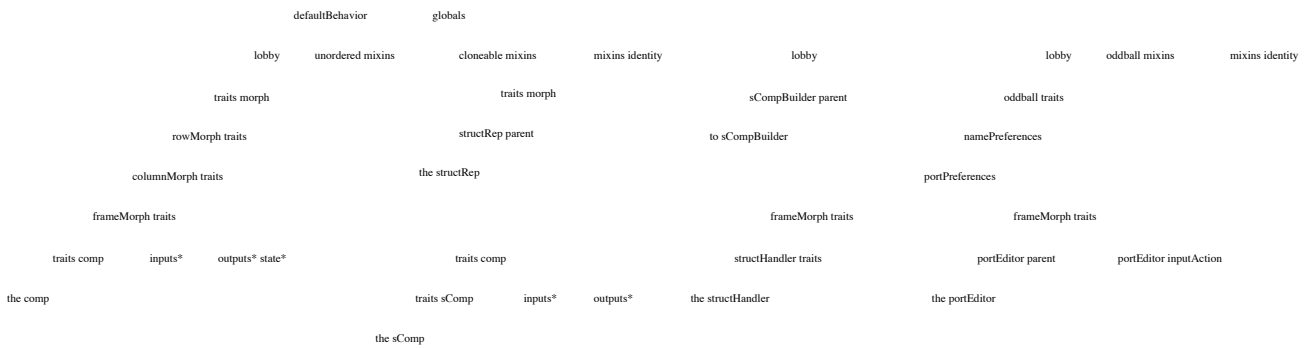 defaultBehavior globals
lobby unordered mixins cloneable mixins mixins identity lobby lobby oddball mixins mixins identity
traits morph traits morph sCompBuilder parent oddball traits
rowMorph traits structRep parent to sCompBuilder namePreferences
columnMorph traits the structRep portPreferences
frameMorph traits frameMorph traits frameMorph traits
traits comp inputs* outputs* state* traits comp structHandler traits portEditor parent portEditor inputAction
the comp traits sComp inputs* outputs* the structHandler the portEditor
the sComp